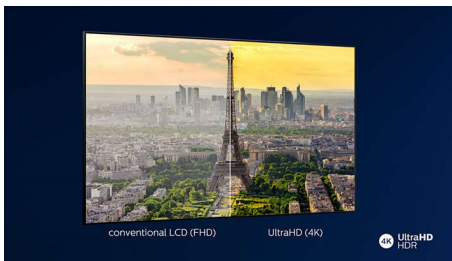 conventional LCD (FHD)
UltraHD (4K)
4K
UltraHD
HDR